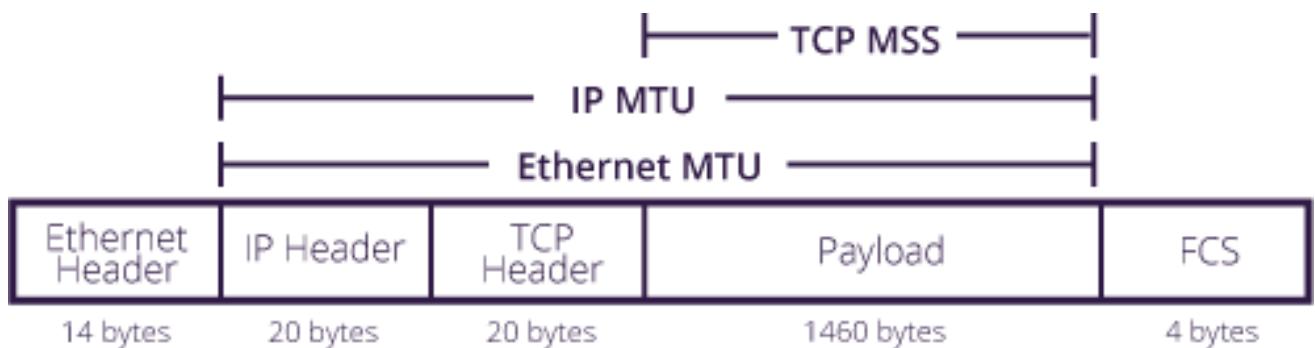 TCP MSS
IP MTU
Ethernet MTU
Ethernet
Header
IP Header
TCP
Header
Payload
FCS
14 bytes
20 bytes
20 bytes
1460 bytes
4 bytes